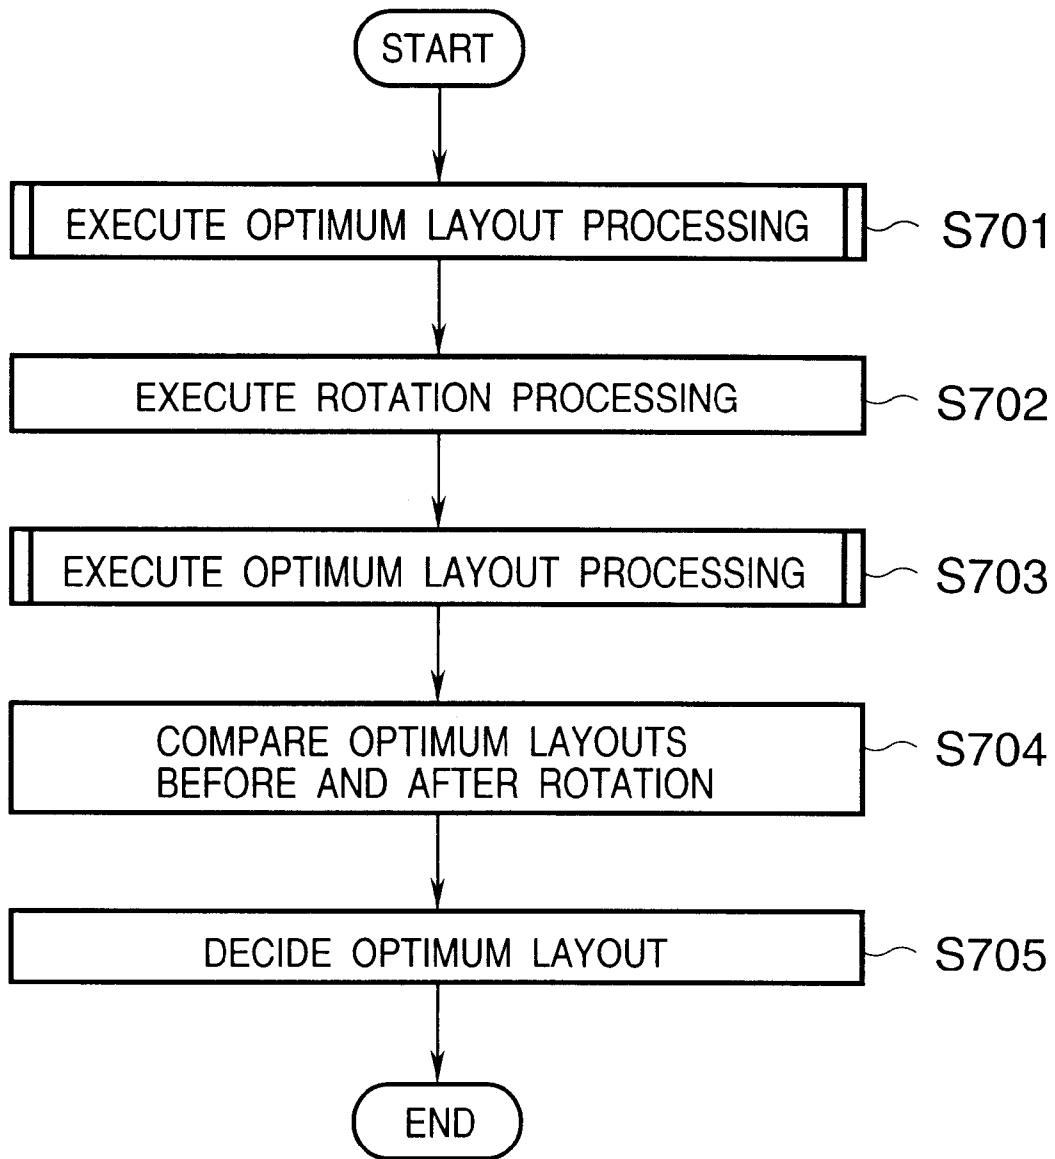 START
EXECUTE OPTIMUM LAYOUT PROCESSING
S701
EXECUTE ROTATION PROCESSING
S702
EXECUTE OPTIMUM LAYOUT PROCESSING
S703
COMPARE OPTIMUM LAYOUTS
BEFORE AND AFTER ROTATION
S704
DECIDE OPTIMUM LAYOUT
S705
END